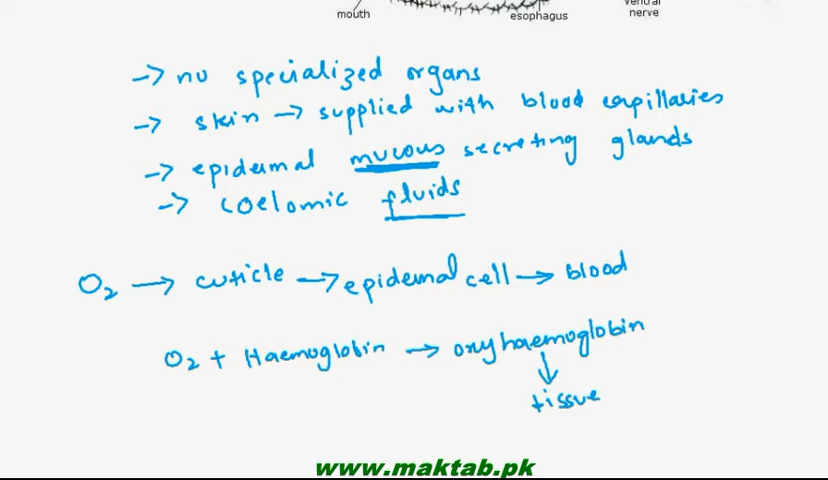 mouth
esophagus
ventral
nerve
→ no specialized organs
→ skin → supplied with blood capillaries
→ epidermal mucous secreting glands
→ coelomic fluids
O₂ → cuticle → epidemal cell → blood
O₂ + Haemoglobin → oxyhaemoglobin
↓
tissue
www.maktab.pk